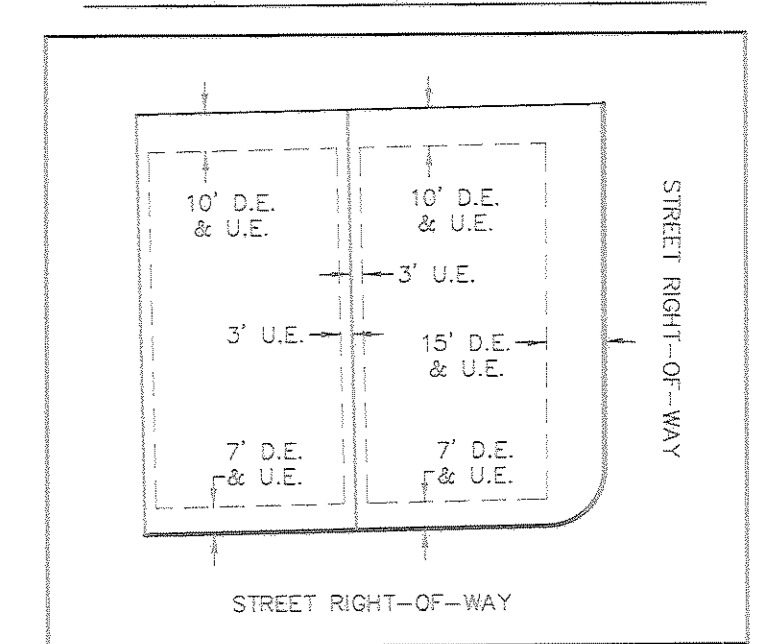 10' D.E.
& U.E.
10' D.E.
& U.E.
3' U.E.
3' U.E.
15' D.E.
& U.E.
7' D.E.
& U.E.
7' D.E.
& U.E.
STREET RIGHT-OF-WAY
STREET RIGHT-OF-WAY